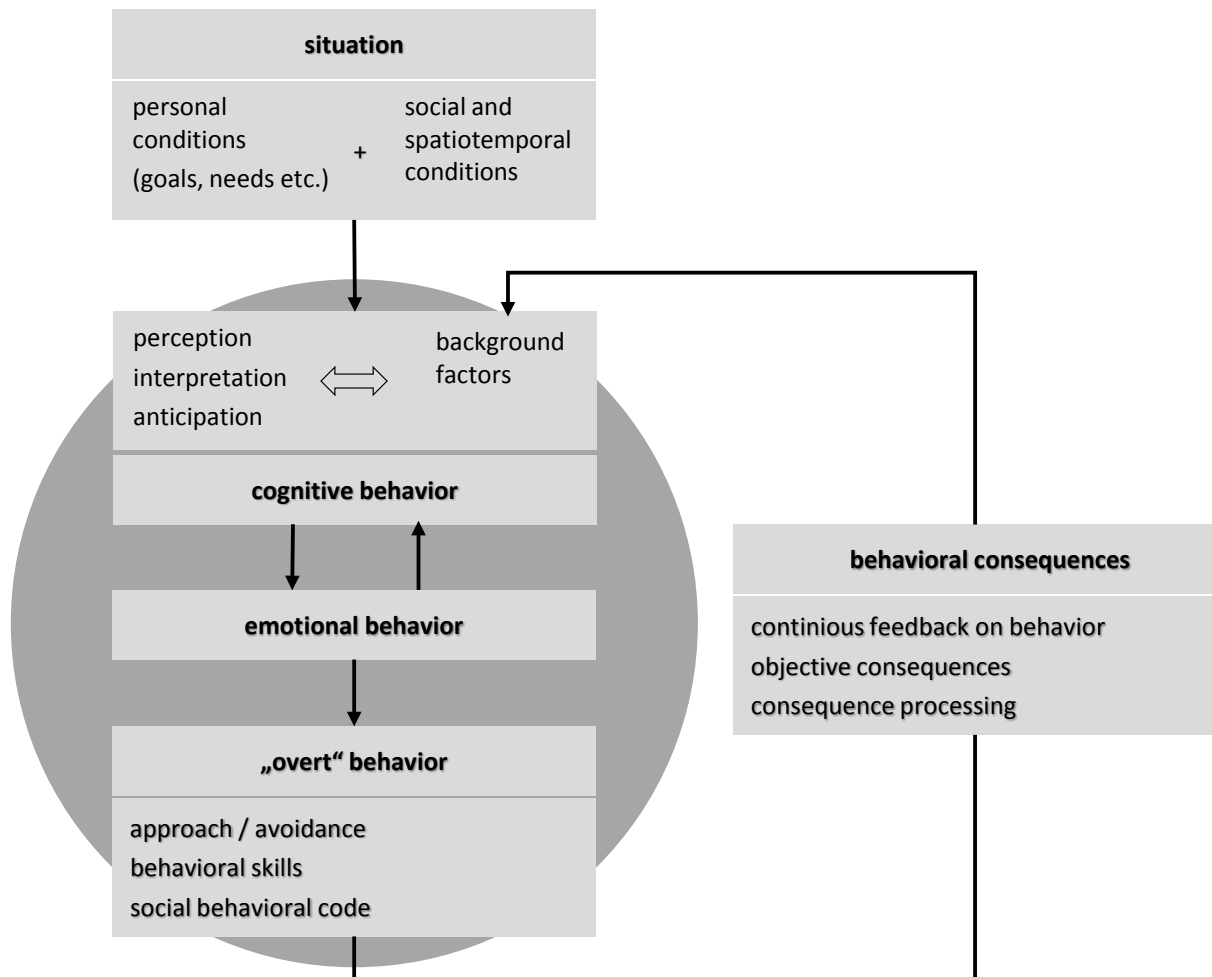 situation
personal
conditions
(goals, needs etc.)
+
social and
spatiotemporal
conditions
perception
interpretation
anticipation
background
factors
cognitive behavior
emotional behavior
„overt“ behavior
approach / avoidance
behavioral skills
social behavioral code
behavioral consequences
continious feedback on behavior
objective consequences
consequence processing